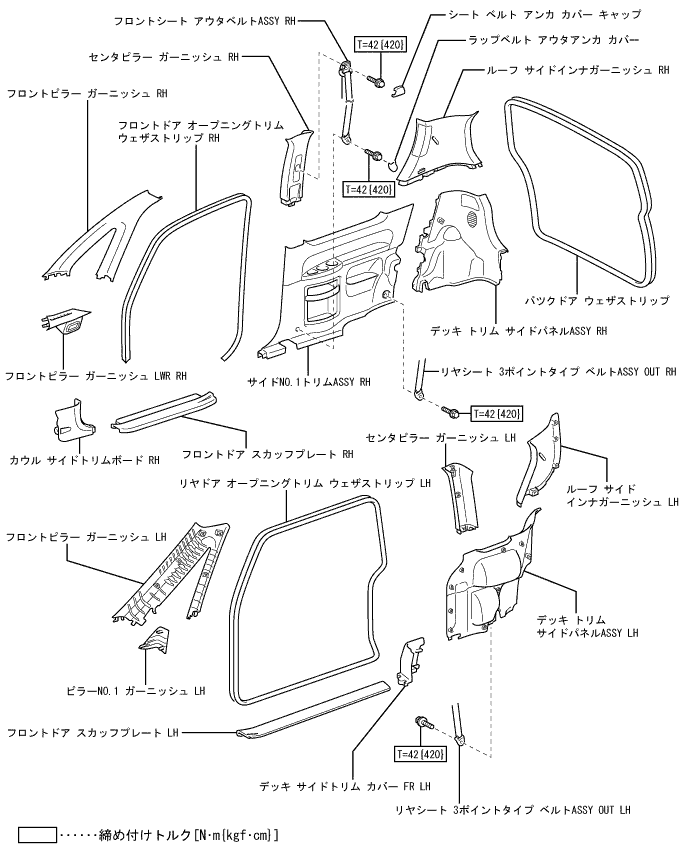 フロントシート アウタベルトASSY RH
T=42{420}
シート ベルト アンカ カバー キャップ
ラップベルト アウタアンカ カバー
センタピラー ガーニッシュ RH
ルーフ サイドインナガーニッシュ RH
フロントピラー ガーニッシュ RH
フロントドア オープニングトリム
ウェザストリップ RH
T=42{420}
バックドア ウェザストリップ
デッキ トリム サイドパネルASSY RH
フロントピラー ガーニッシュ LWR RH
サイドNO.1トリムASSY RH
リヤシート 3ポイントタイプ ベルトASSY OUT RH
T=42{420}
カウル サイドトリムボード RH
フロントドア スカッフプレート RH
センタピラー ガーニッシュ LH
リヤドア オープニングトリム ウェザストリップ LH
ルーフ サイド
インナガーニッシュ LH
フロントピラー ガーニッシュ LH
デッキ トリム
サイドパネルASSY LH
ピラーNO.1 ガーニッシュ LH
フロントドア スカッフプレート LH
T=42{420}
デッキ サイドトリム カバー FR LH
リヤシート 3ポイントタイプ ベルトASSY OUT LH
······締め付けトルク[N·m{kgf·cm}]